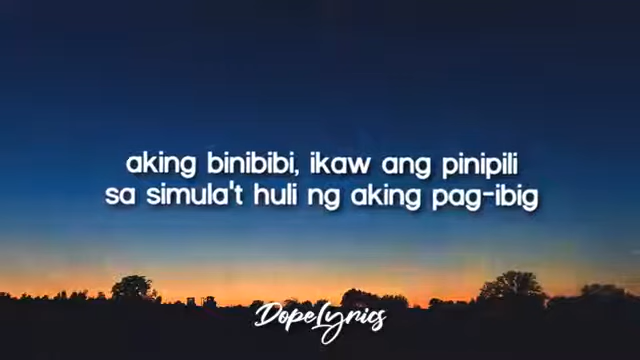 aking binibibi, ikaw ang pinipili
sa simula't huli ng aking pag-ibig
DopeLyrics